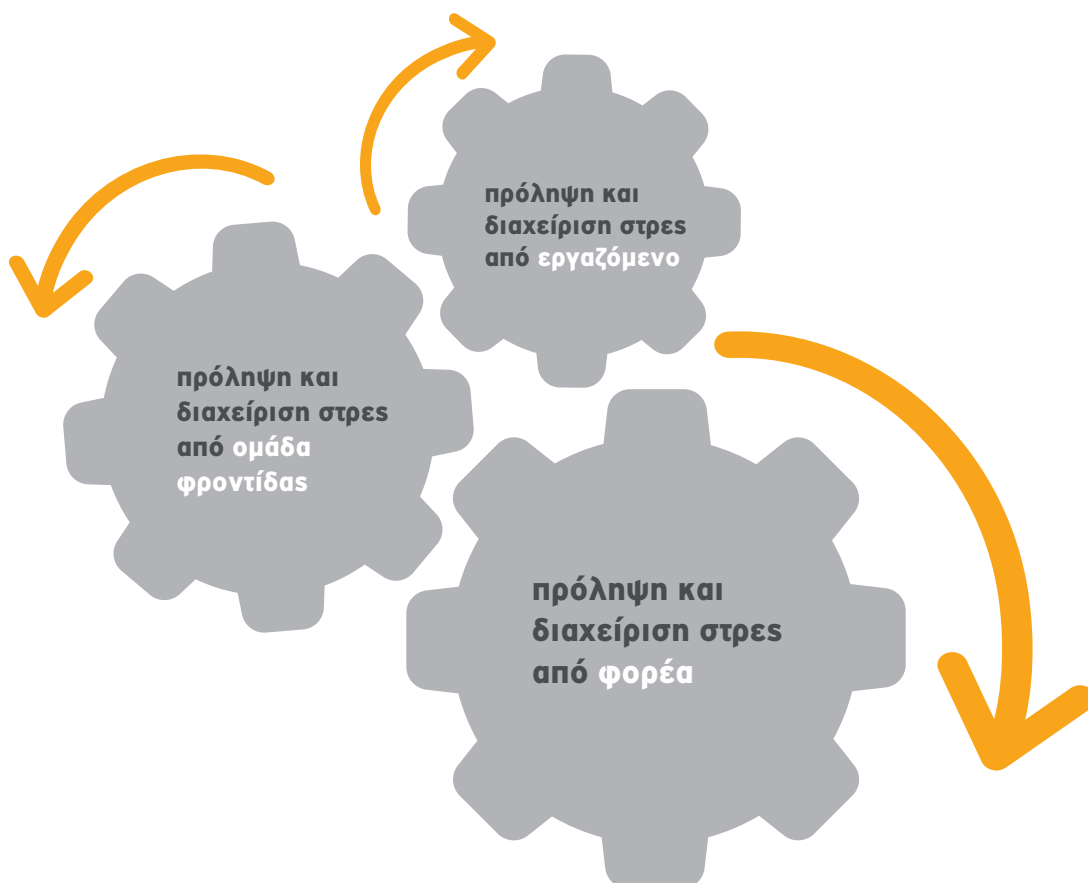 πρόληψη και
διαχείριση στρες
από εργαζόμενο
πρόληψη και
διαχείριση στρες
από ομάδα
φροντίδας
πρόληψη και
διαχείριση στρες
από φορέα